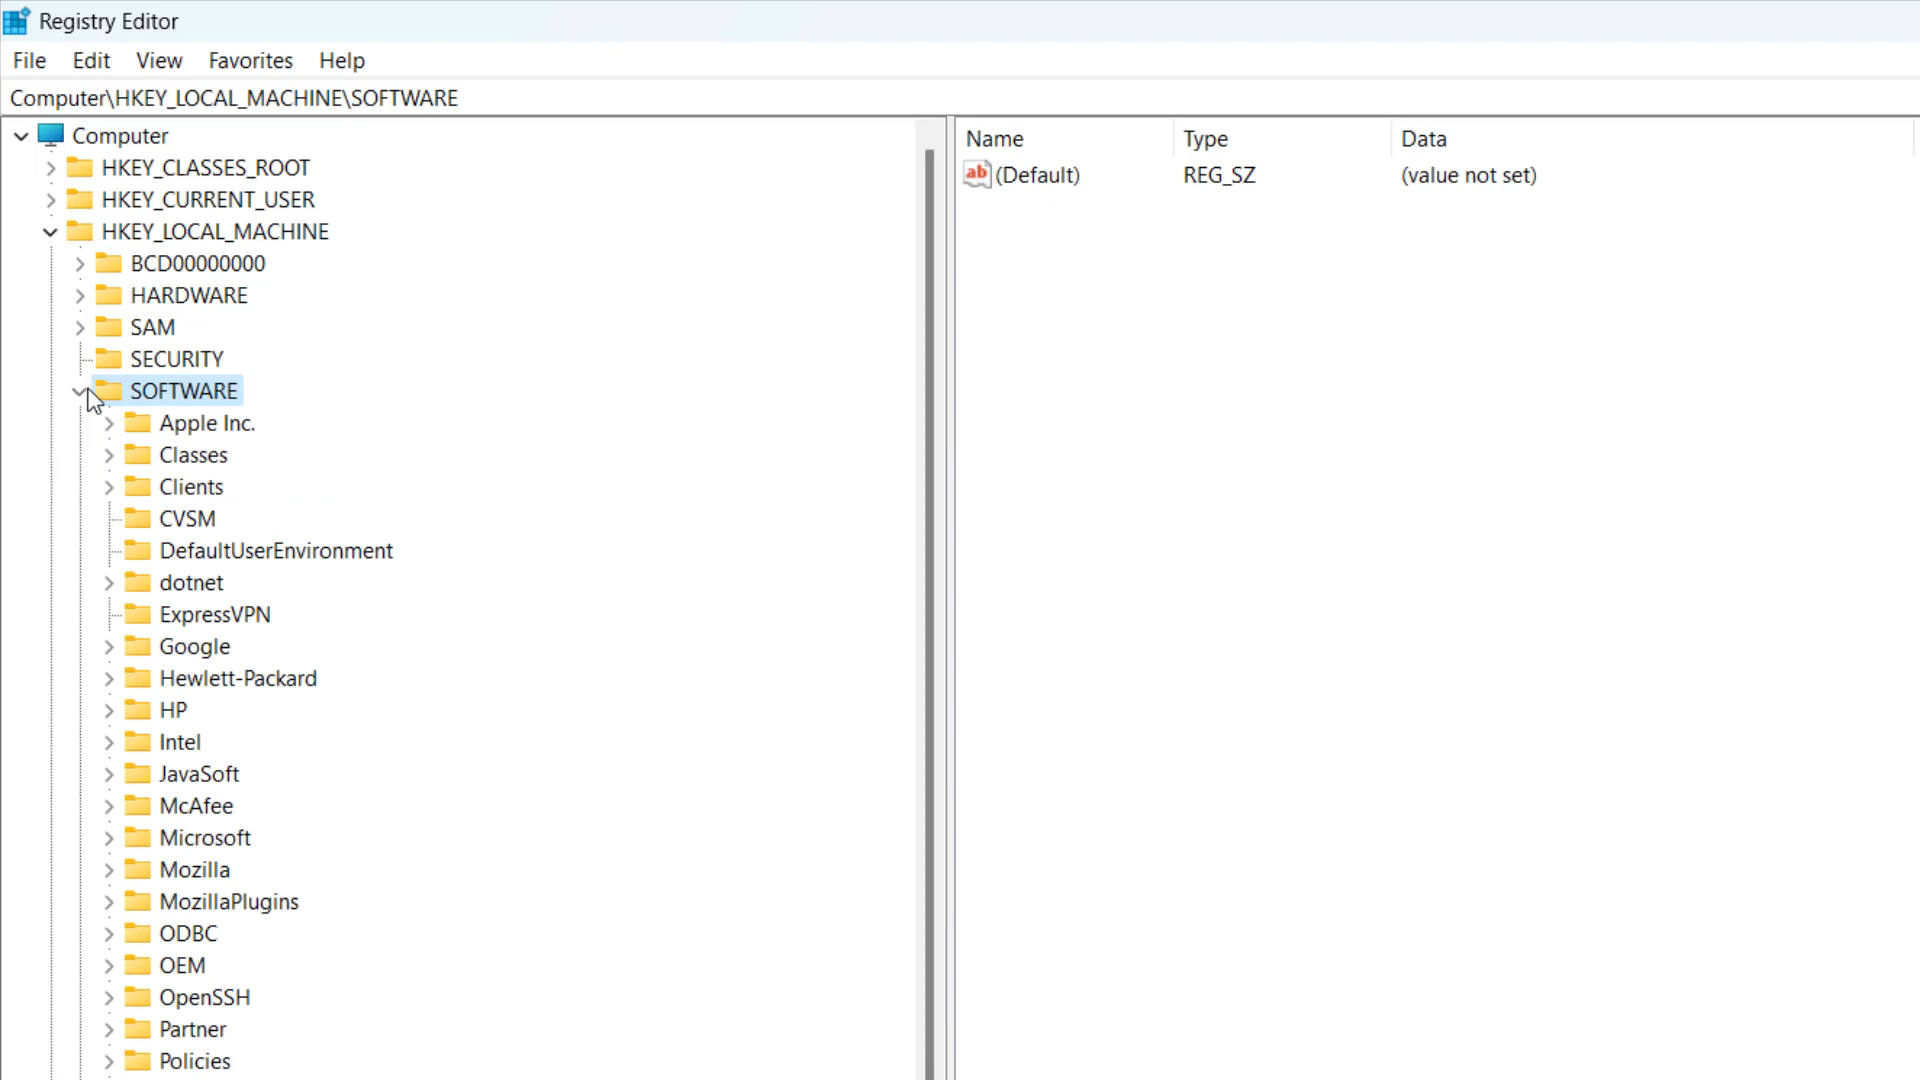 Registry Editor
File Edit View Favorites Help
Computer\HKEY_LOCAL_MACHINE\SOFTWARE
Computer
HKEY_CLASSES_ROOT
HKEY_CURRENT_USER
HKEY_LOCAL_MACHINE
BCD00000000
HARDWARE
SAM
SECURITY
SOFTWARE
Apple Inc.
Classes
Clients
CVSM
DefaultUserEnvironment
dotnet
ExpressVPN
Google
Hewlett-Packard
HP
Intel
JavaSoft
McAfee
Microsoft
Mozilla
MozillaPlugins
ODBC
OEM
OpenSSH
Partner
Policies
Name Type Data
ab (Default) REG_SZ (value not set)